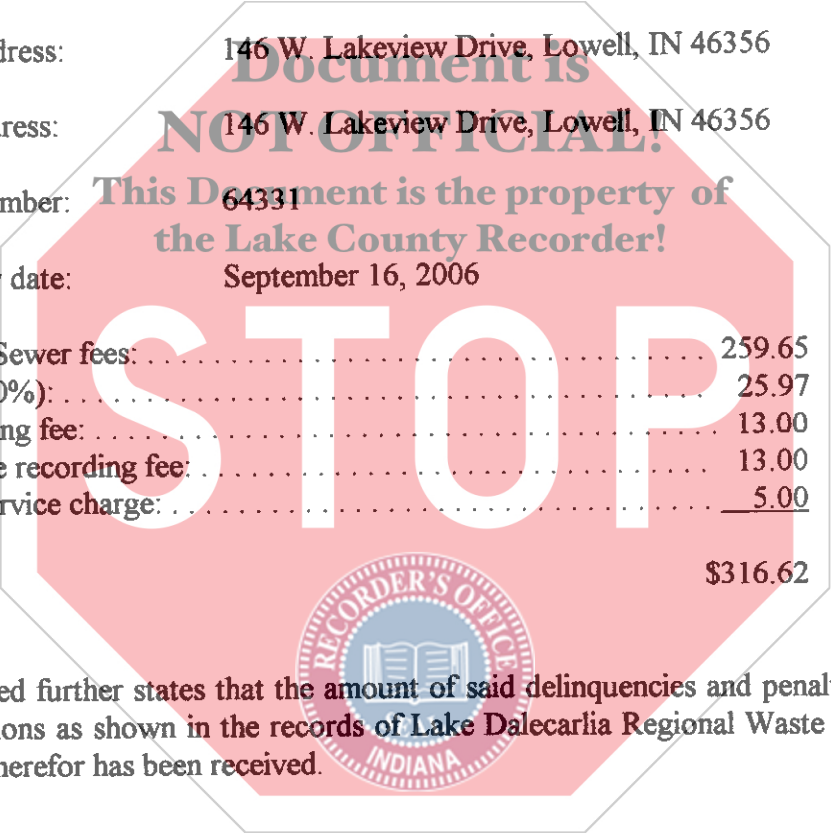 dress: 146 W. Lakeview Drive, Lowell, IN 46356
Document is
ress: 146 W. Lakeview Drive, Lowell, IN 46356
NOT OFFICIAL!
mber: 64331
This Document is the property of
the Lake County Recorder!
date: September 16, 2006
STOP
Sewer fees: 259.65
0%): 25.97
ng fee: 13.00
e recording fee: 13.00
rvice charge: 5.00
$316.62
RECORDER'S OFFICE
ed further states that the amount of said delinquencies and penal
ions as shown in the records of Lake Dalecarlia Regional Waste
herefor has been received.
INDIANA